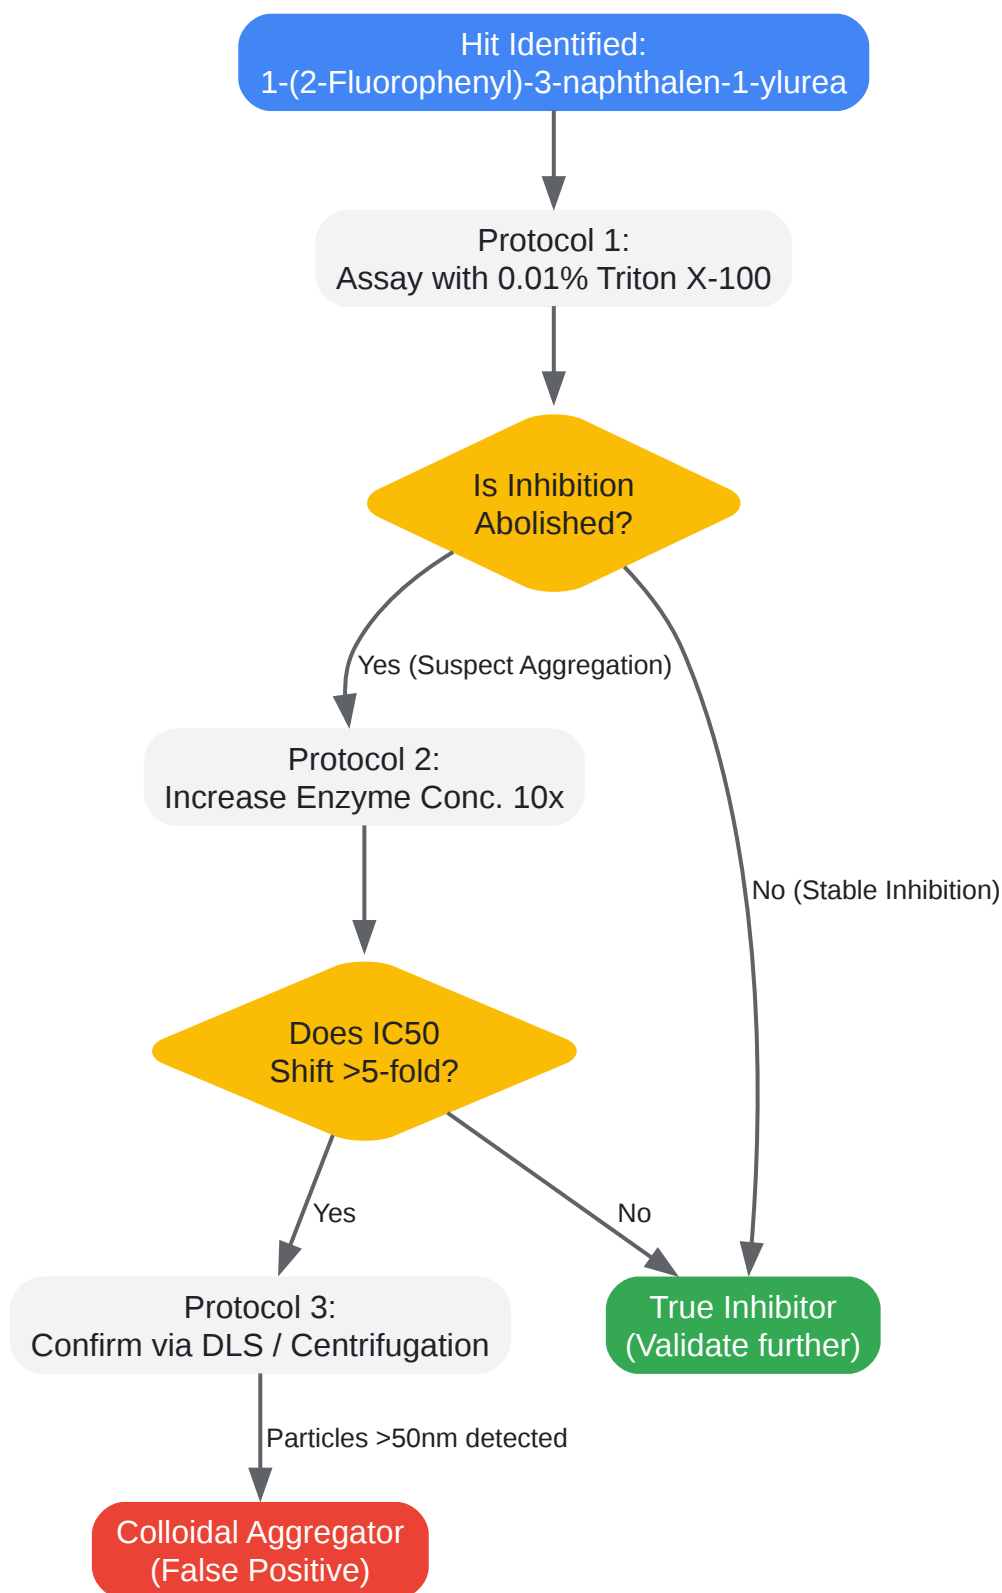 Hit Identified:
1-(2-Fluorophenyl)-3-naphthalen-1-ylurea
Protocol 1:
Assay with 0.01% Triton X-100
Is Inhibition
Abolished?
Yes (Suspect Aggregation)
Protocol 2:
Increase Enzyme Conc. 10x
No (Stable Inhibition)
Does IC50
Shift >5-fold?
Yes
No
Protocol 3:
Confirm via DLS / Centrifugation
True Inhibitor
(Validate further)
Particles >50nm detected
Colloidal Aggregator
(False Positive)